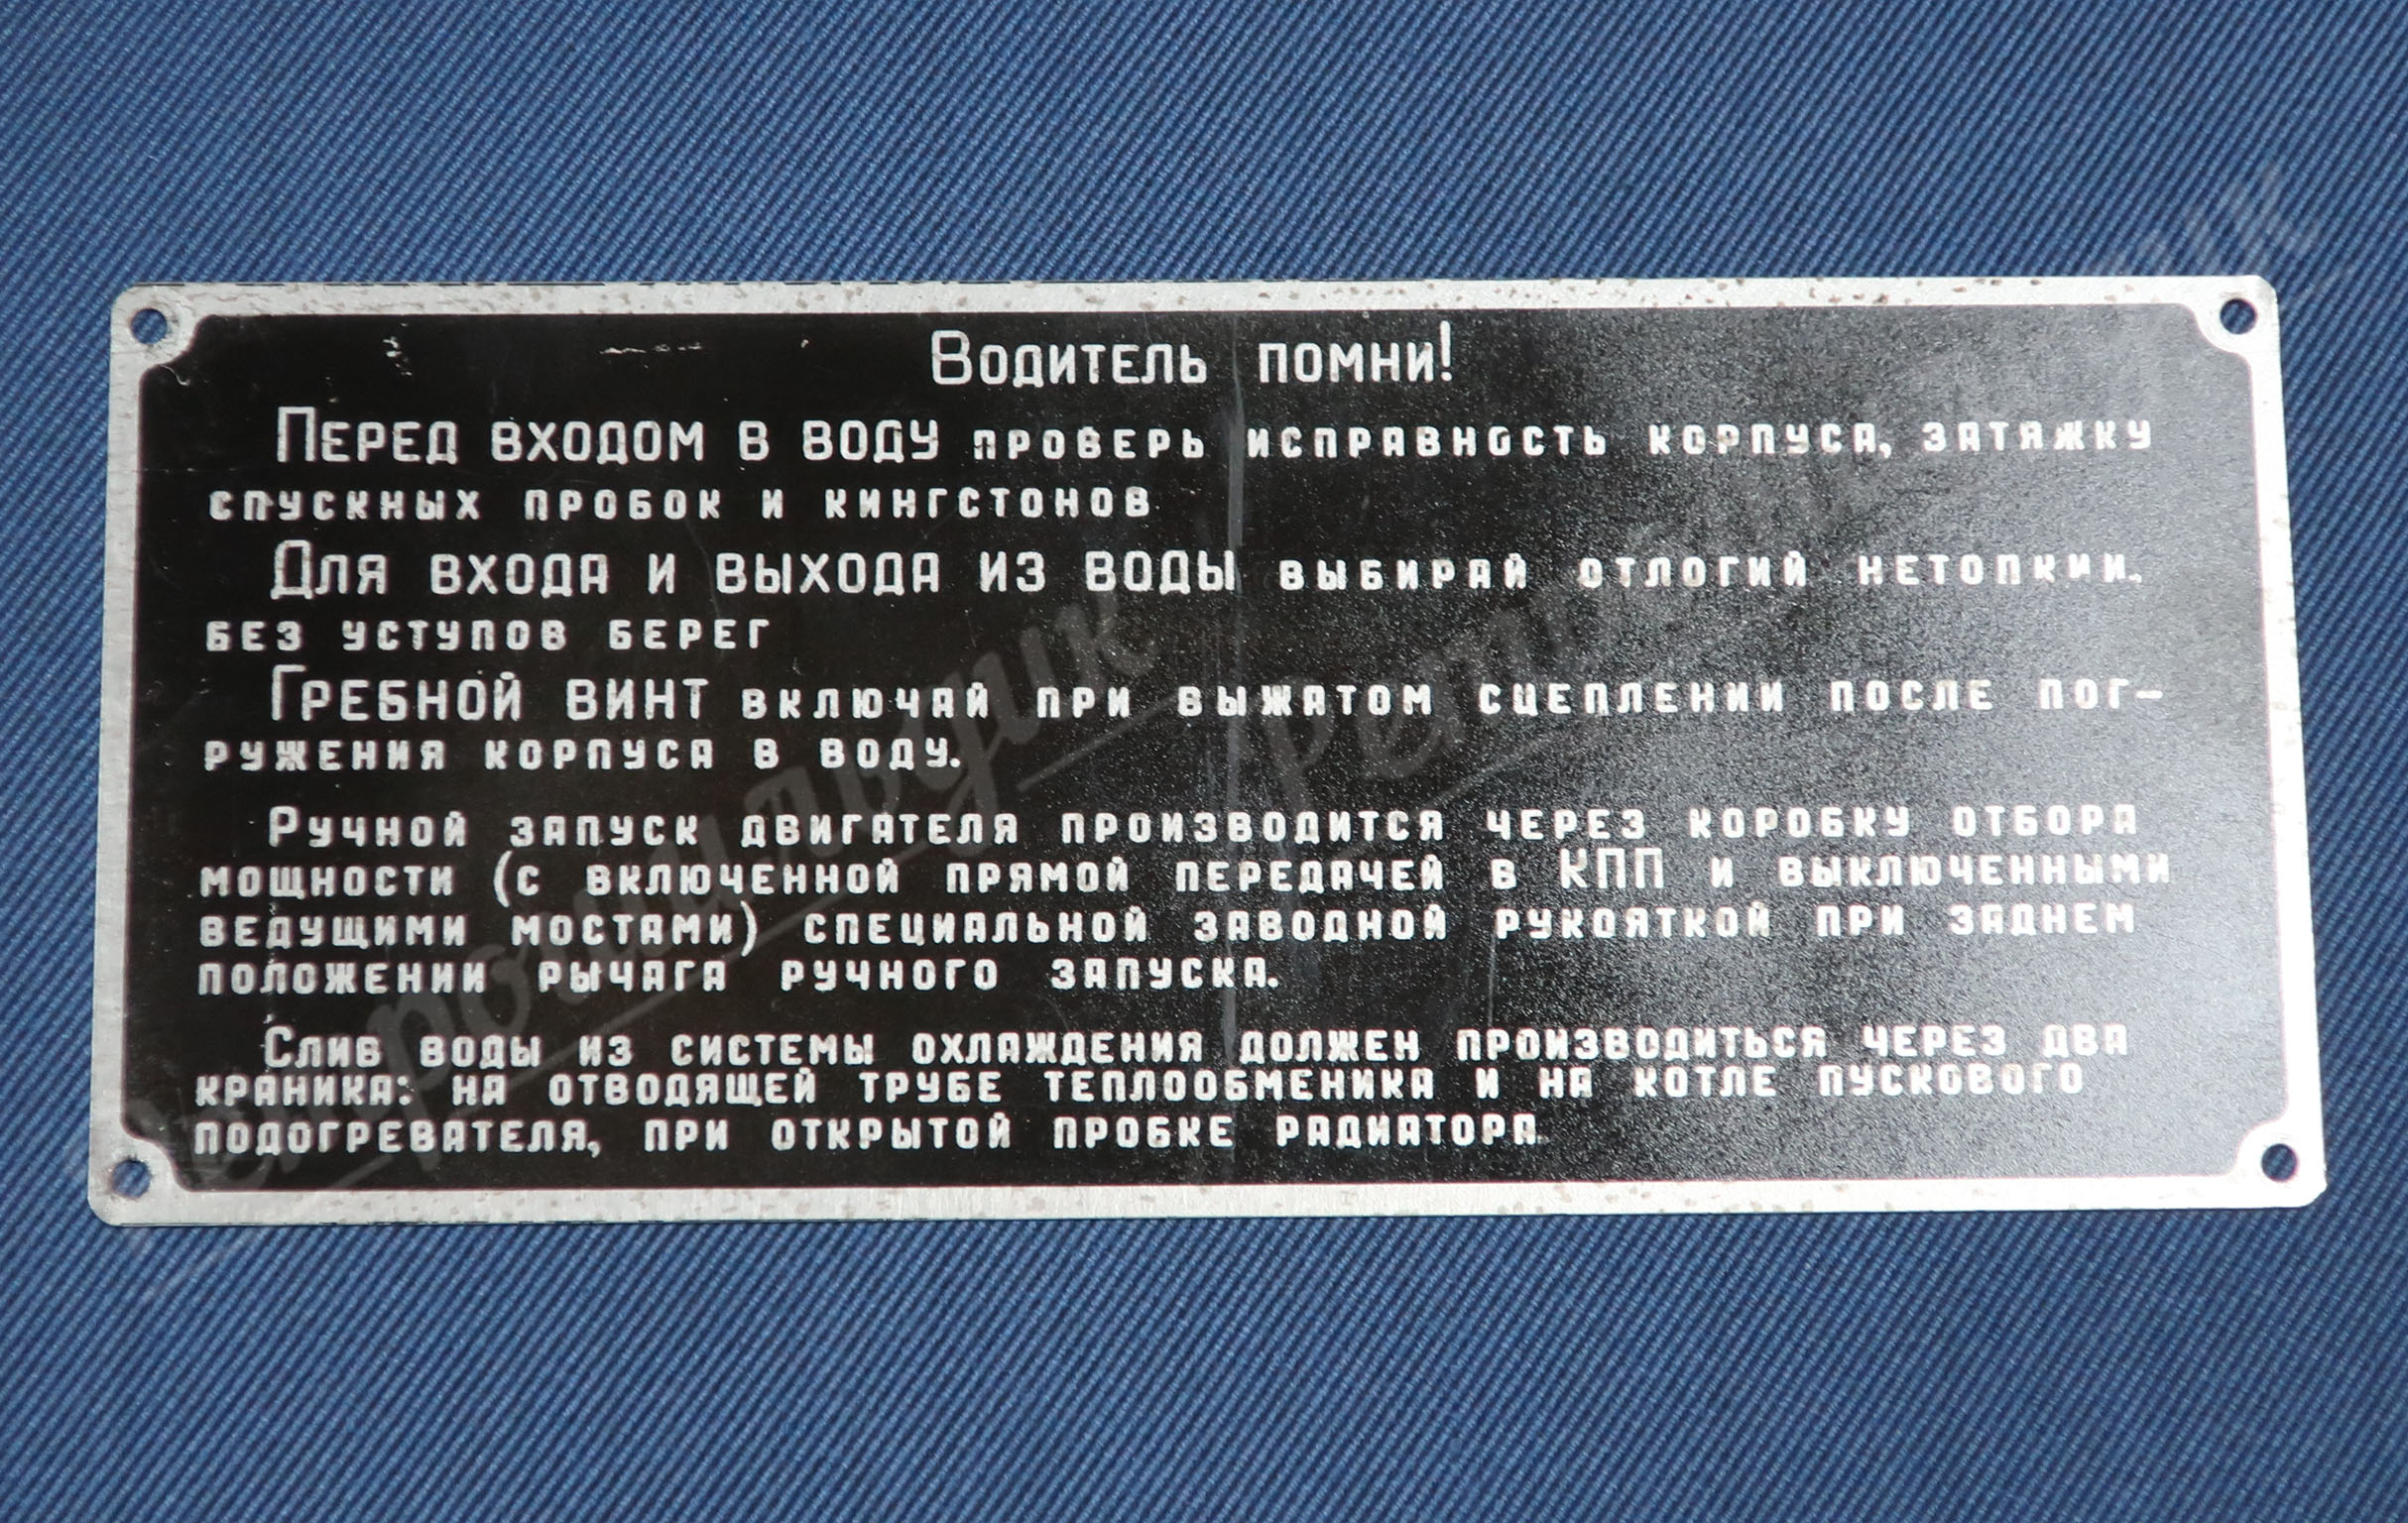 Водитель помни!
Перед входом в воду проверь исправность корпуса, затяжку
спускных пробок и кингстонов
Для входа и выхода из воды выбирай отлогий нетопкий,
без уступов берег
Гребной винт включай при выжатом сцеплении после пог-
ружения корпуса в воду.
Ручной запуск двигателя производится через коробку отбора
мощности (с включенной прямой передачей в КПП и выключенными
ведущими мостами) специальной заводной рукояткой при заднем
положении рычага ручного запуска.
Слив воды из системы охлаждения должен производиться через два
краника: на отводящей трубе теплообменика и на котле пускового
подогревателя, при открытой пробке радиатора.
Ретрошильдик